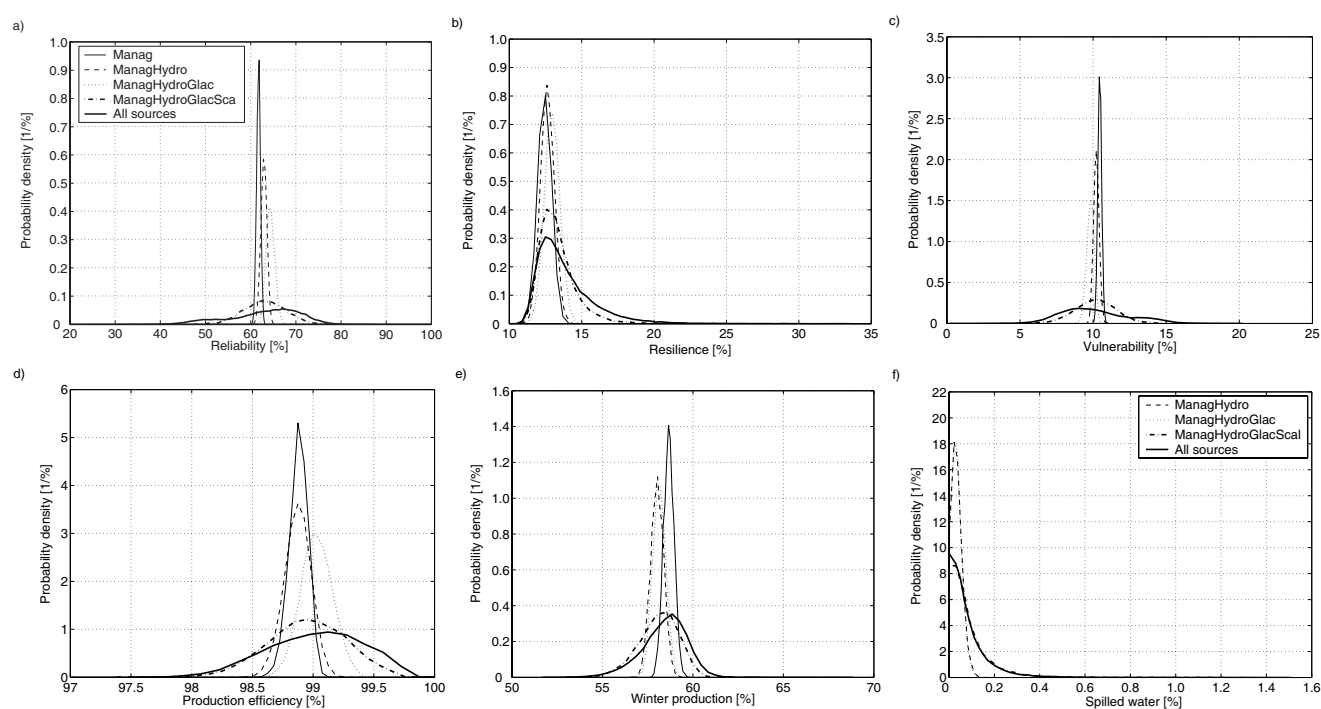 a)
1.0
0.9
0.8
0.7
0.6
0.5
0.4
0.3
0.2
0.1
0
Probability density [1/%]
Manag
ManagHydro
ManagHydroGlac
ManagHydroGlacSca
All sources
20 30 40 50 60 70 80 90 100
Reliability [%]
b)
1.0
0.9
0.8
0.7
0.6
0.5
0.4
0.3
0.2
0.1
0.0
Probability density [1/%]
10 15 20 25 30 35
Resilience [%]
c)
3.5
3.0
2.5
2.0
1.5
1.0
0.5
0
Probability density [1/%]
0 5 10 15 20 25
Vulnerability [%]
d)
6
5
4
3
2
1
0
Probability density [1/%]
97 97.5 98 98.5 99 99.5 100
Production efficiency [%]
e)
1.6
1.4
1.2
1.0
0.8
0.6
0.4
0.2
0
Probability density [1/%]
50 55 60 65 70
Winter production [%]
f)
22
20
18
16
14
12
10
8
6
4
2
0
Probability density [1/%]
ManagHydro
ManagHydroGlac
ManagHydroGlacScal
All sources
0 0.2 0.4 0.6 0.8 1.0 1.2 1.4 1.6
Spilled water [%]